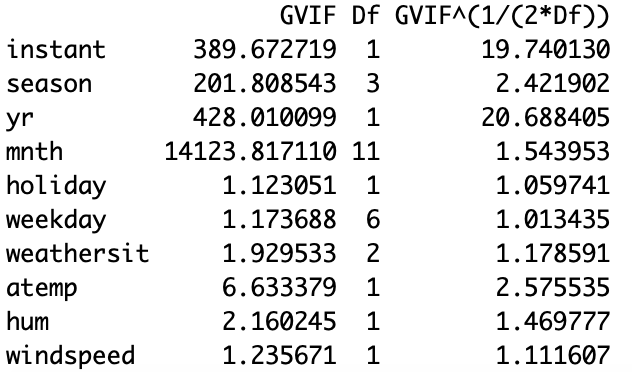 GVIF Df GVIF^(1/(2*Df))
instant 389.672719 1 19.740130
season 201.808543 3 2.421902
yr 428.010099 1 20.688405
mnth 14123.817110 11 1.543953
holiday 1.123051 1 1.059741
weekday 1.173688 6 1.013435
weathersit 1.929533 2 1.178591
atemp 6.633379 1 2.575535
hum 2.160245 1 1.469777
windspeed 1.235671 1 1.111607